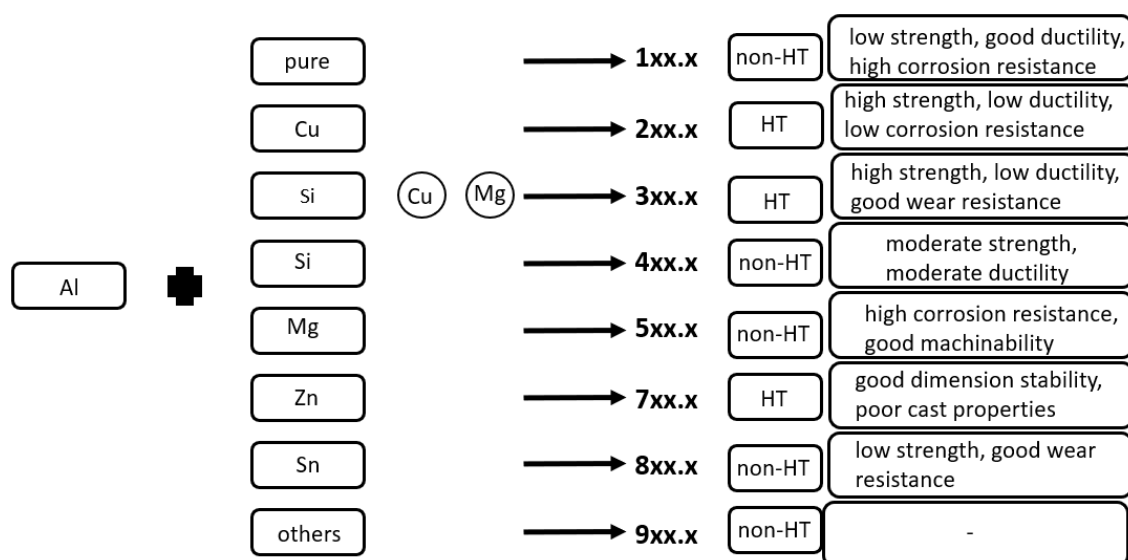 pure
1xx.x
non-HT
low strength, good ductility,
high corrosion resistance
Cu
2xx.x
HT
high strength, low ductility,
low corrosion resistance
Si
Cu
Mg
3xx.x
HT
high strength, low ductility,
good wear resistance
Al
Si
4xx.x
non-HT
moderate strength,
moderate ductility
Mg
5xx.x
non-HT
high corrosion resistance,
good machinability
Zn
7xx.x
HT
good dimension stability,
poor cast properties
Sn
8xx.x
non-HT
low strength, good wear
resistance
others
9xx.x
non-HT
-